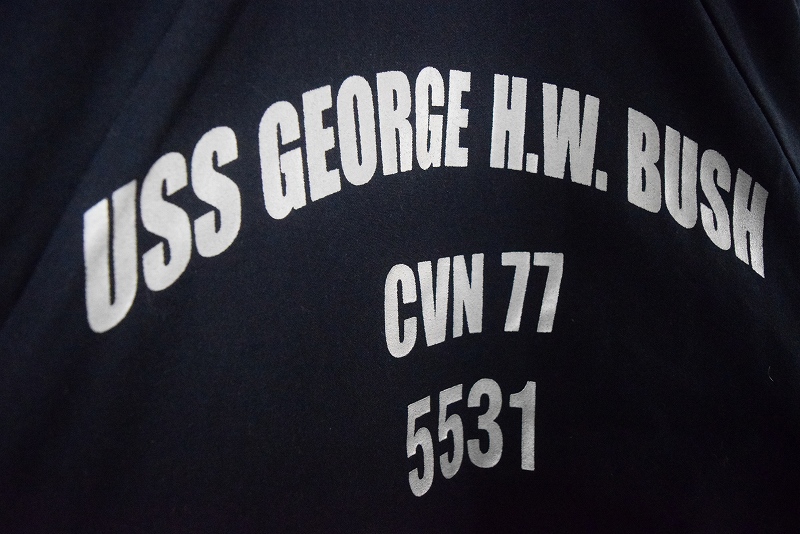 USS GEORGE H.W. BUSH
CVN 77
5531